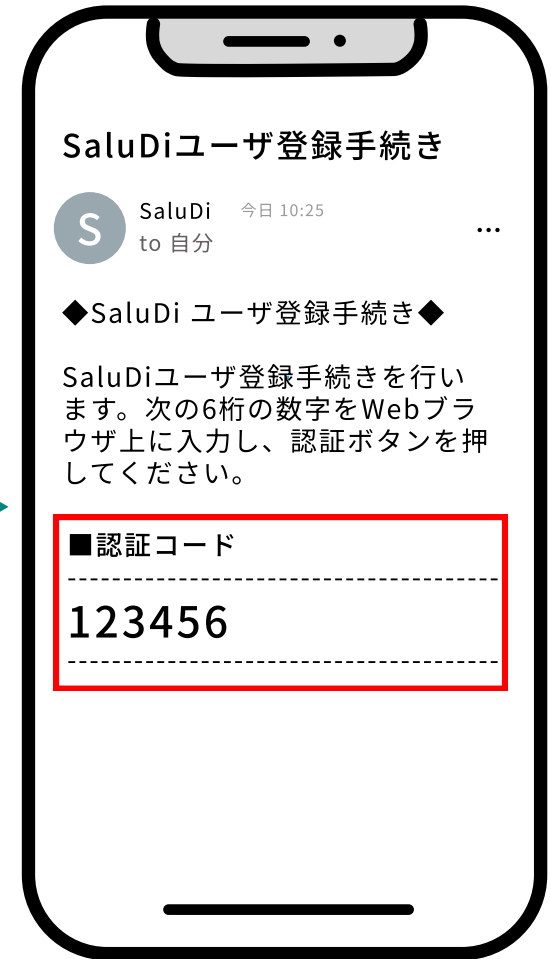 SaluDiユーザ登録手続き
S
SaluDi 今日 10:25
to 自分
…
◆SaluDi ユーザ登録手続き◆
SaluDiユーザ登録手続きを行い
ます。次の6桁の数字をWebブラ
ウザ上に入力し、認証ボタンを押
してください。
■認証コード
--------------------------------------------------
123456
--------------------------------------------------